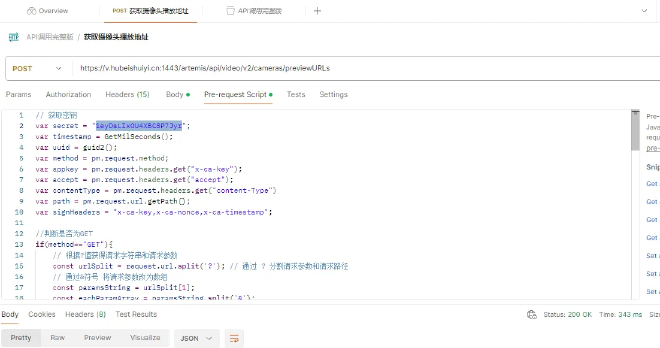 Overview
POST 获取摄像头播放地址
API调用完整版
API调用完整版 / 获取摄像头播放地址
POST
https://v.hubeishuiyi.cn:1443/artemis/api/video/v2/cameras/previewURLs
Params Authorization Headers (15) Body Pre-request Script Tests Settings
1 // 获取密钥
2 var secret = "";
3 var timestamp = GetMilSeconds();
4 var uuid = guid2();
5 var method = pm.request.method;
6 var appkey = pm.request.headers.get("x-ca-key");
7 var accept = pm.request.headers.get("accept");
8 var contentType = pm.request.headers.get("content-Type")
9 var path = pm.request.url.getPath();
10 var signHeaders = "x-ca-key,x-ca-nonce,x-ca-timestamp";
11
12 //判断是否为GET
13 if(method=="GET"){
14 // 根据?值获得请求字符串和请求参数
15 const urlSplit = request.url.split('?'); // 通过 ? 分割请求参数和请求路径
16 // 通过&符号 将请求参数改为数组
17 const paramsString = urlSplit[1];
18 const eachParamArray = paramsString.split('&');
Pre-
Java
requ
pre-
Snip
Get
Get
Get
Get
Set a
Set a
Set a
Body Cookies Headers (8) Test Results
Status: 200 OK Time: 343 ms Size
Pretty Raw Preview Visualize JSON